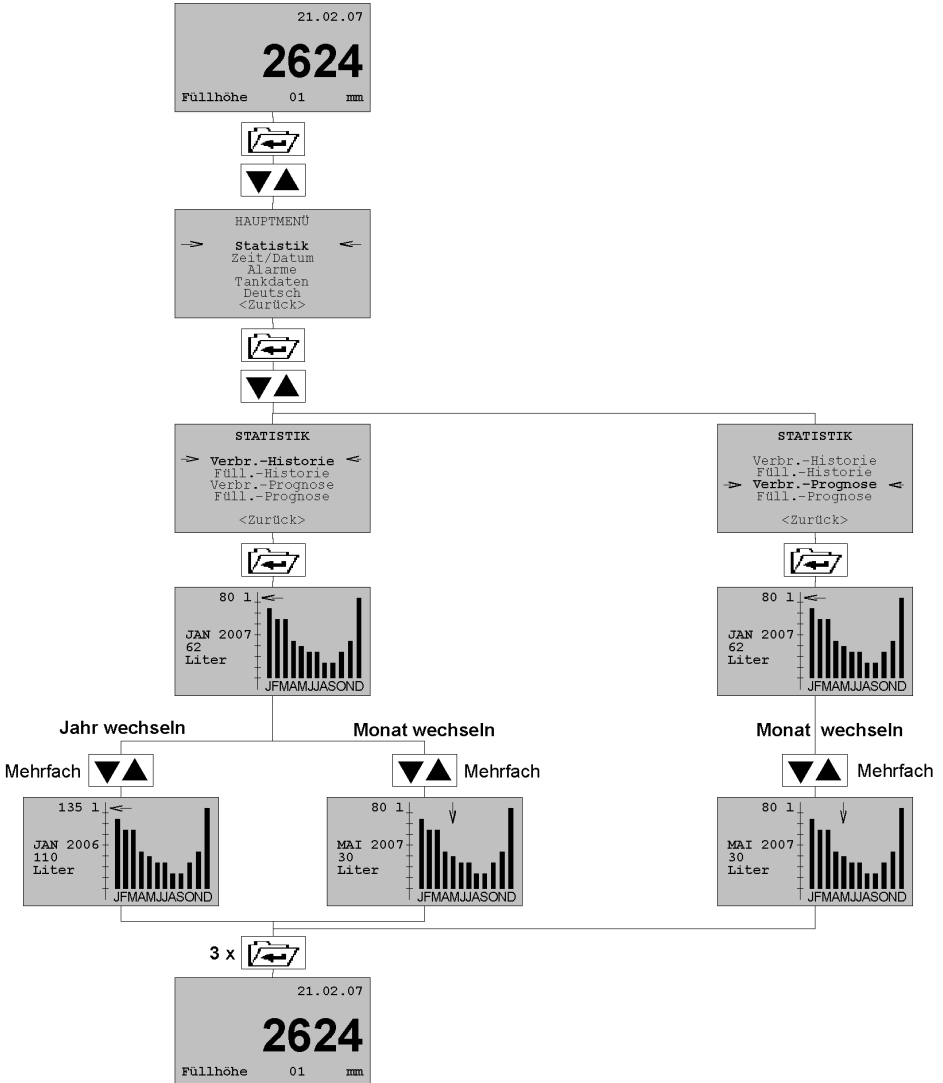 21.02.07
2624
Füllhöhe 01 mm
HAUPTMENÜ
Statistik
Zeit/Datum
Alarme
Tankdaten
Deutsch
<Zurück>
STATISTIK
Verbr.-Historie
Füll.-Historie
Verbr.-Prognose
Füll.-Prognose
<Zurück>
STATISTIK
Verbr.-Historie
Füll.-Historie
Verbr.-Prognose
Füll.-Prognose
<Zurück>
80 l
JAN 2007
62
Liter
JFMAMJJASOND
80 l
JAN 2007
62
Liter
JFMAMJJASOND
Jahr wechseln
Monat wechseln
Monat wechseln
Mehrfach
Mehrfach
Mehrfach
135 l
JAN 2006
110
Liter
JFMAMJJASOND
80 l
MAI 2007
30
Liter
JFMAMJJASOND
80 l
MAI 2007
30
Liter
JFMAMJJASOND
3 x
21.02.07
2624
Füllhöhe 01 mm